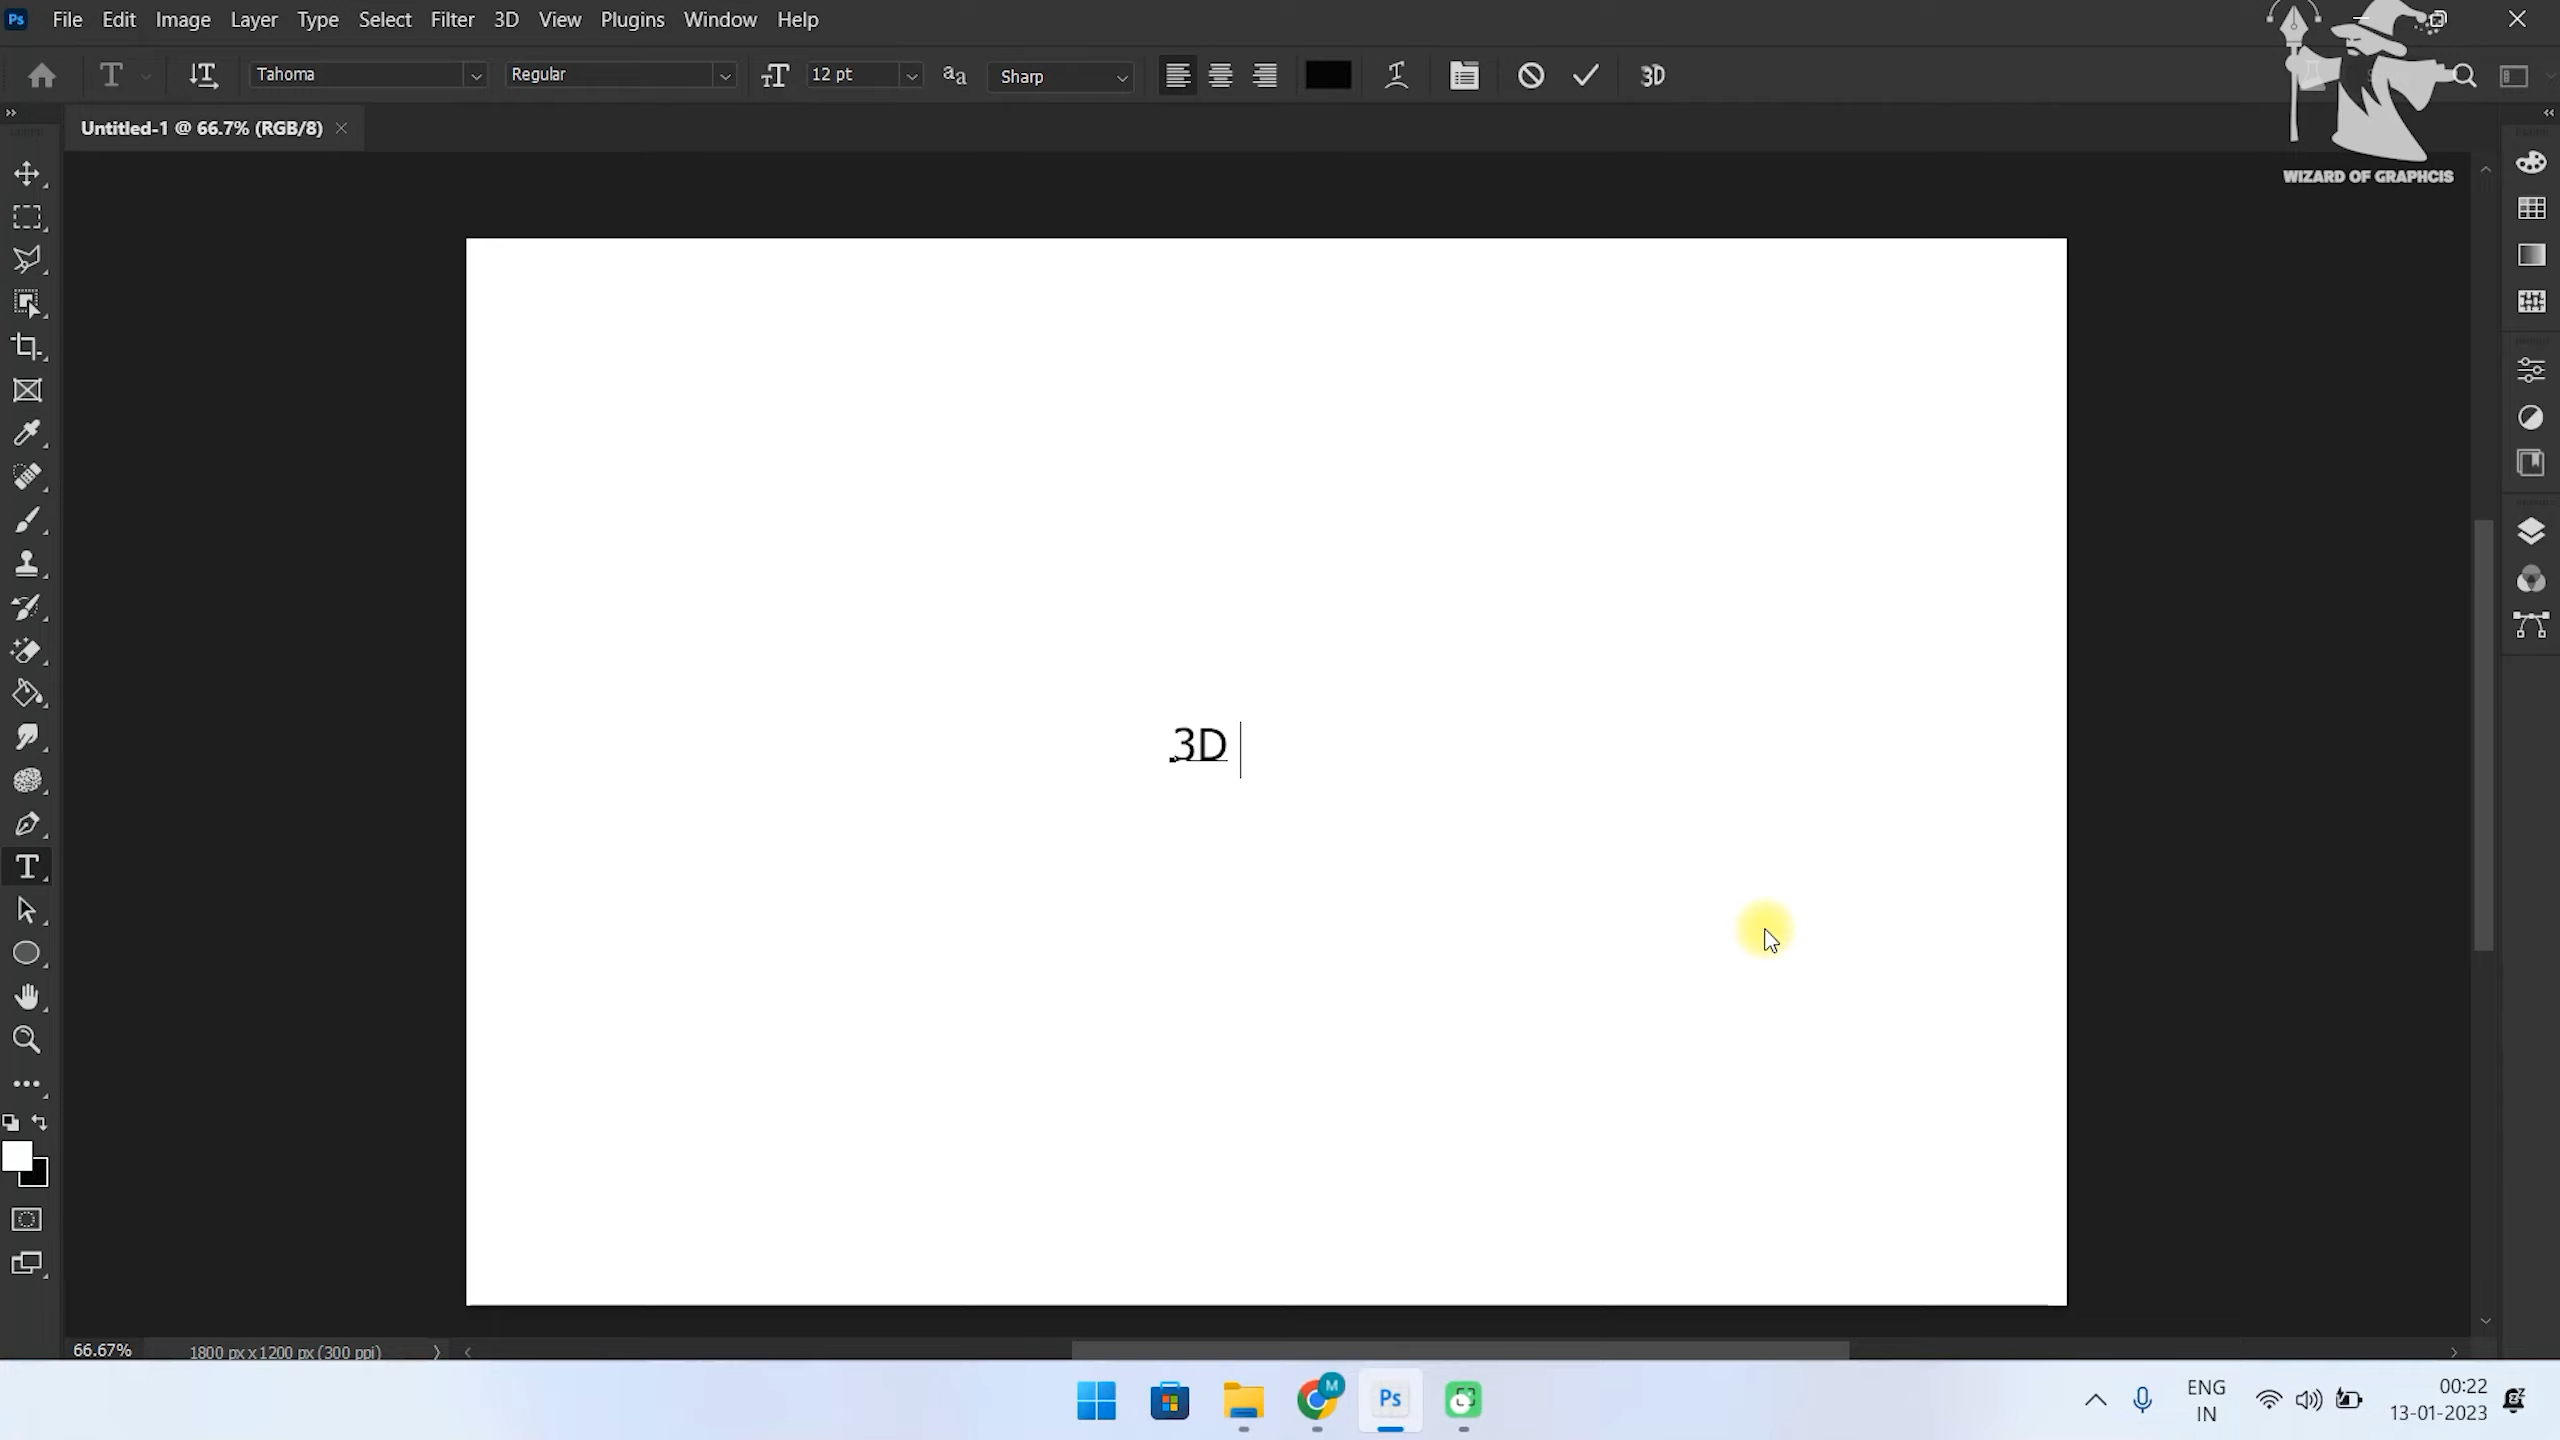 Ps File Edit Image Layer Type Select Filter 3D View Plugins Window Help
T Tahoma Regular 12 pt Sharp 3D
Untitled-1 @ 66.7% (RGB/8)
WIZARD OF GRAPHCIS
3D
66.67% 1800 px x 1200 px (300 ppi)
M Ps
ENG 00:22
IN 13-01-2023